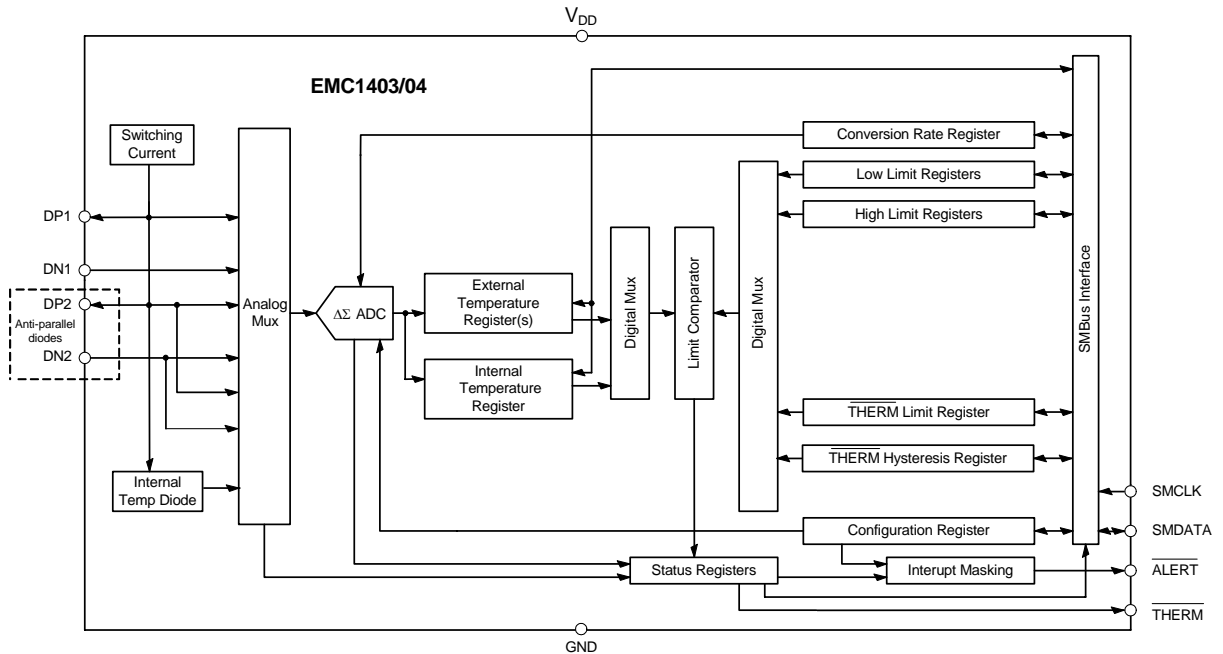 VDD
EMC1403/04
Switching
Current
Conversion Rate Register
Low Limit Registers
High Limit Registers
DP1
DN1
DP2
Anti-parallel
diodes
DN2
Analog
Mux
ΔΣ ADC
External
Temperature
Register(s)
Internal
Temperature
Register
Digital Mux
Limit Comparator
Digital Mux
SMBus Interface
THERM Limit Register
THERM Hysteresis Register
Internal
Temp Diode
Configuration Register
Status Registers
Interupt Masking
SMCLK
SMDATA
ALERT
THERM
GND